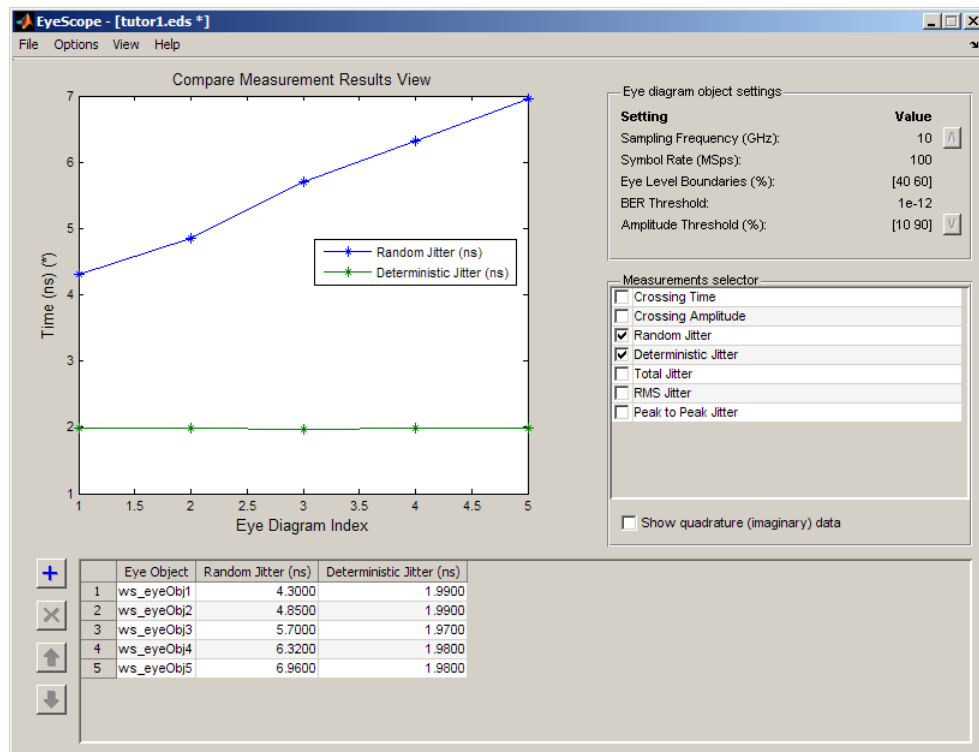 EyeScope - [tutor1.eds *]
File Options View Help
Compare Measurement Results View
7
6
5
4
3
2
1
Time (ns) (*)
Random Jitter (ns)
Deterministic Jitter (ns)
1 1.5 2 2.5 3 3.5 4 4.5 5
Eye Diagram Index
Eye diagram object settings
Setting Value
Sampling Frequency (GHz): 10
Symbol Rate (MSps): 100
Eye Level Boundaries (%): [40 60]
BER Threshold: 1e-12
Amplitude Threshold (%): [10 90]
Measurements selector
Crossing Time
Crossing Amplitude
Random Jitter
Deterministic Jitter
Total Jitter
RMS Jitter
Peak to Peak Jitter
Show quadrature (imaginary) data
Eye Object Random Jitter (ns) Deterministic Jitter (ns)
1 ws_eyeObj1 4.3000 1.9900
2 ws_eyeObj2 4.8500 1.9900
3 ws_eyeObj3 5.7000 1.9700
4 ws_eyeObj4 6.3200 1.9800
5 ws_eyeObj5 6.9600 1.9800